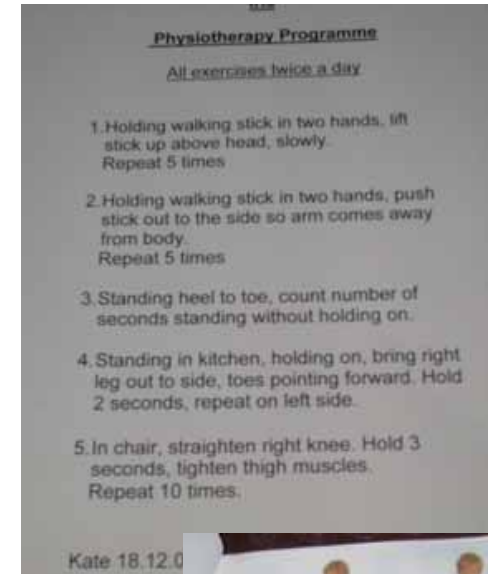 Physiotherapy Programme
All exercises twice a day
1. Holding walking stick in two hands, lift
stick up above head, slowly.
Repeat 5 times
2. Holding walking stick in two hands, push
stick out to the side so arm comes away
from body.
Repeat 5 times
3. Standing heel to toe, count number of
seconds standing without holding on.
4. Standing in kitchen, holding on, bring right
leg out to side, toes pointing forward. Hold
2 seconds, repeat on left side.
5. In chair, straighten right knee. Hold 3
seconds, tighten thigh muscles.
Repeat 10 times.
Kate 18.12.0